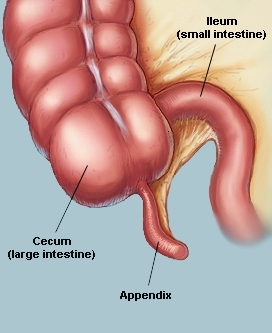 Ileum
(small intestine)
Cecum
(large intestine)
Appendix